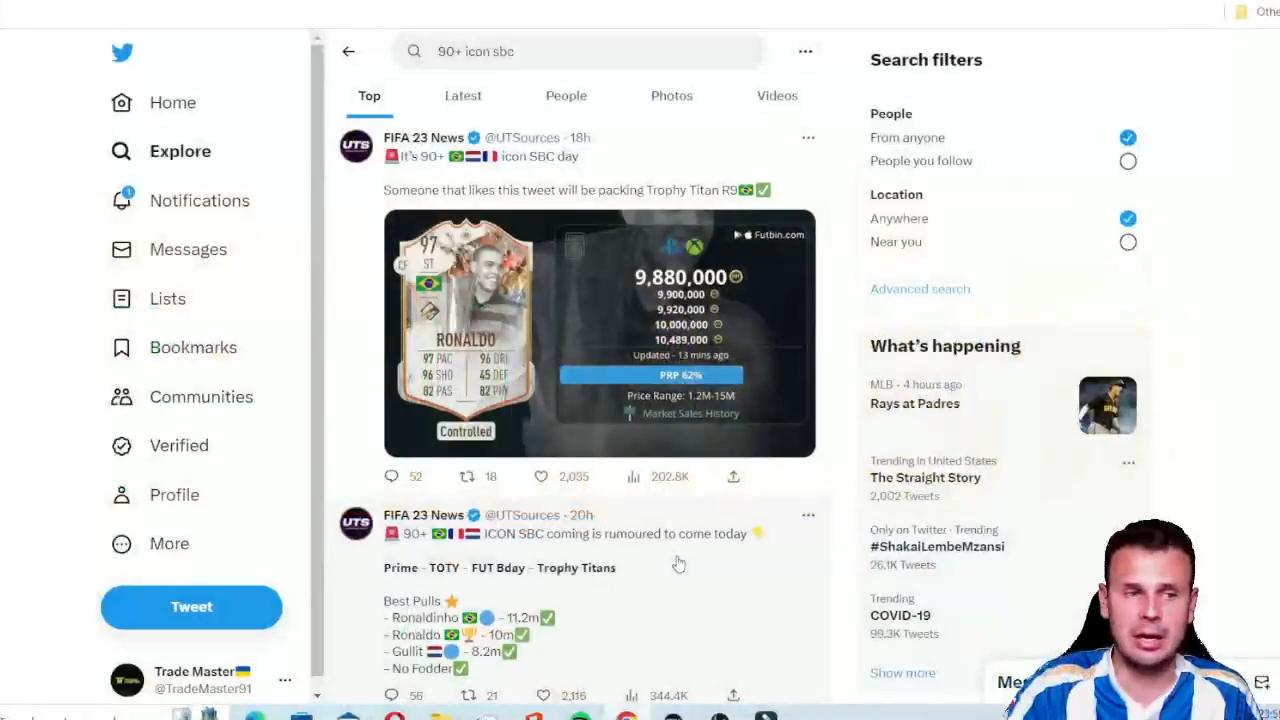 Othe
90+ icon sbc
Home
Explore
1
Notifications
Messages
Lists
Bookmarks
Communities
Verified
Profile
More
Tweet
Trade Master
@TradeMaster91
Top
Latest
People
Photos
Videos
UTS
FIFA 23 News @UTSources · 18h
It's 90+ icon SBC day
Someone that likes this tweet will be packing Trophy Titan R9
97
ST
CF
RONALDO
97 PAC 96 DRI
96 SHO 45 DEF
82 PAS 82 PHY
Controlled
Futbin.com
9,880,000
9,900,000
9,920,000
10,000,000
10,489,000
Updated - 13 mins ago
PRP 62%
Price Range: 1.2M-15M
Market Sales History
52
18
2,035
202.8K
UTS
FIFA 23 News @UTSources · 20h
90+ ICON SBC coming is rumoured to come today
Prime - TOTY - FUT Bday - Trophy Titans
Best Pulls
- Ronaldinho - 11.2m
- Ronaldo - 10m
- Gullit - 8.2m
- No Fodder
56
21
2,116
344.4K
Search filters
People
From anyone
People you follow
Location
Anywhere
Near you
Advanced search
What's happening
MLB · 4 hours ago
Rays at Padres
Trending in United States
The Straight Story
2,002 Tweets
Only on Twitter · Trending
#ShakaiLembeMzansi
26.1K Tweets
Trending
COVID-19
99.3K Tweets
Show more
Mes